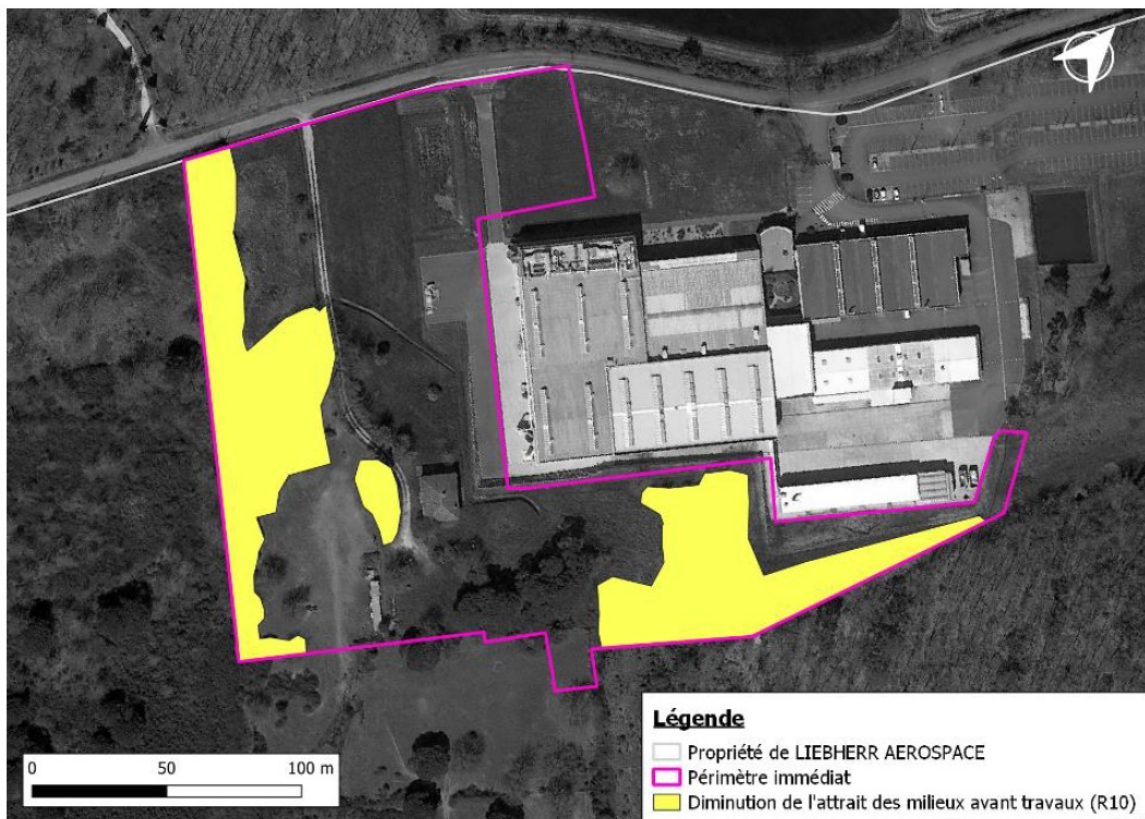 Légende
Propriété de LIEBHERR AEROSPACE
Périmètre immédiat
Diminution de l'attrait des milieux avant travaux (R10)
0 50 100 m